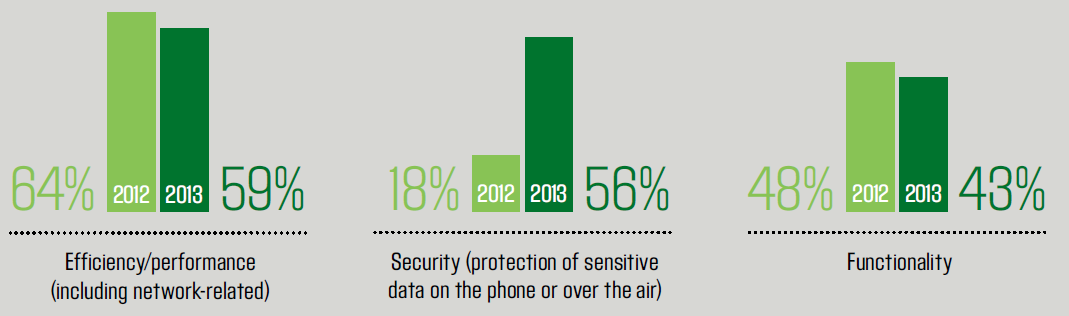 64% 2012 2013 59%
Efficiency/performance
(including network-related)
18% 2012 2013 56%
Security (protection of sensitive
data on the phone or over the air)
48% 2012 2013 43%
Functionality